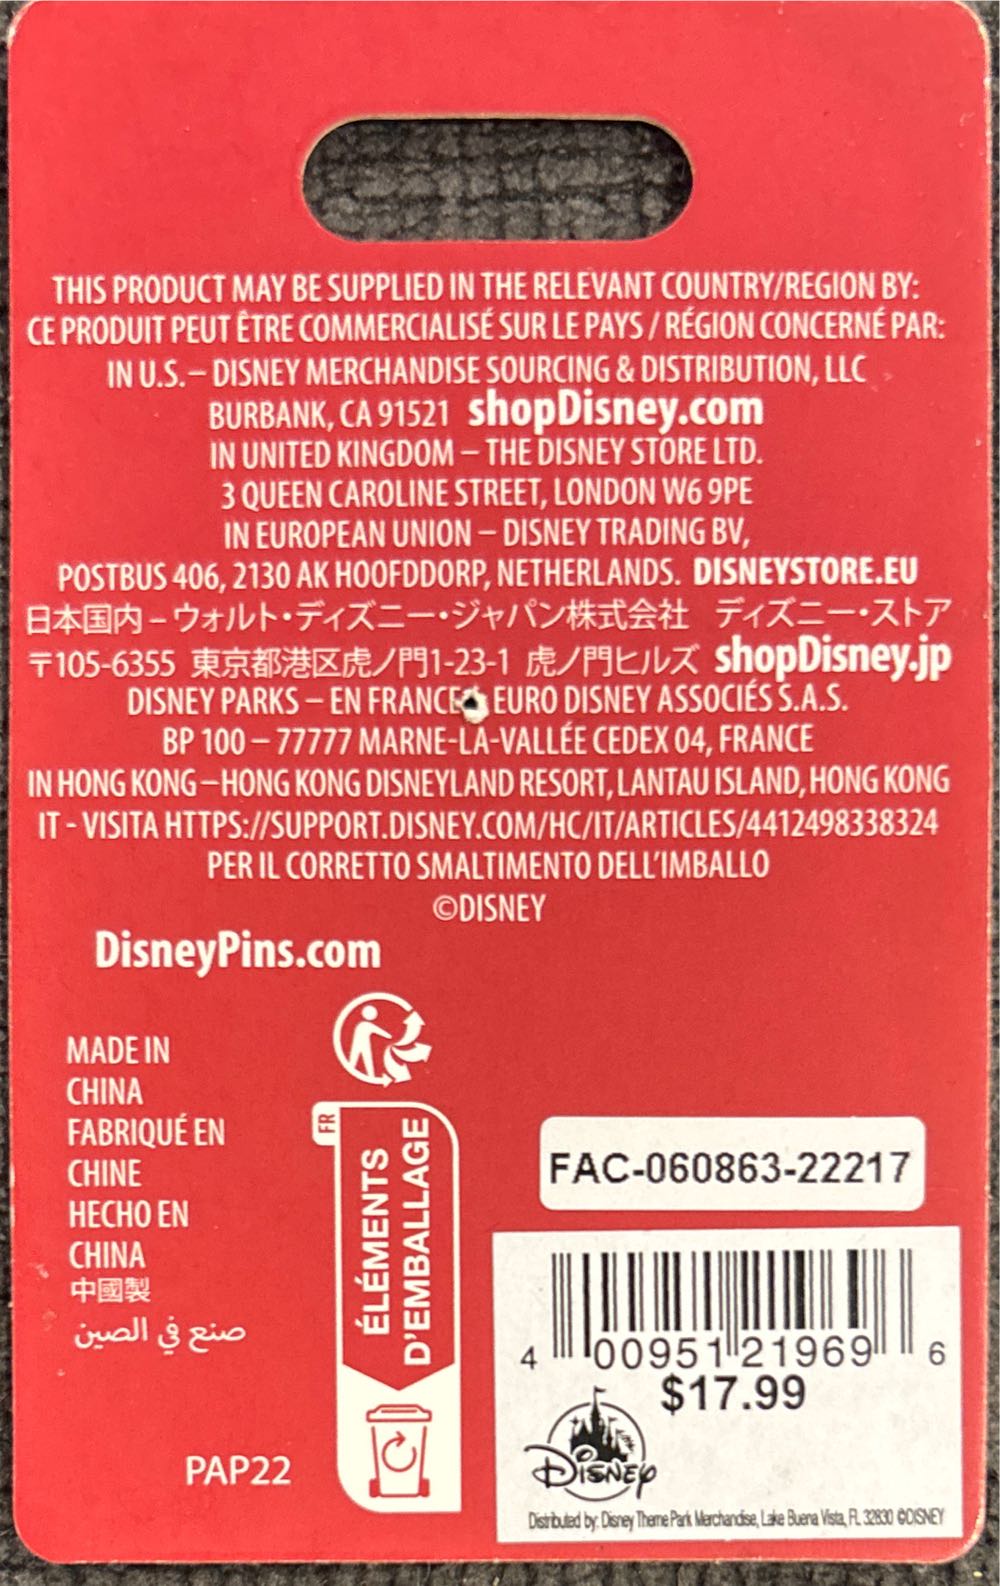 THIS PRODUCT MAY BE SUPPLIED IN THE RELEVANT COUNTRY/REGION BY:
CE PRODUIT PEUT ÊTRE COMMERCIALISÉ SUR LE PAYS / RÉGION CONCERNÉ PAR:
IN U.S. – DISNEY MERCHANDISE SOURCING & DISTRIBUTION, LLC
BURBANK, CA 91521 shopDisney.com
IN UNITED KINGDOM – THE DISNEY STORE LTD.
3 QUEEN CAROLINE STREET, LONDON W6 9PE
IN EUROPEAN UNION – DISNEY TRADING BV,
POSTBUS 406, 2130 AK HOOFDDORP, NETHERLANDS. DISNEYSTORE.EU
日本国内 – ウォルト・ディズニー・ジャパン株式会社 ディズニー・ストア
〒105-6355 東京都港区虎ノ門1-23-1 虎ノ門ヒルズ shopDisney.jp
DISNEY PARKS – EN FRANCE EURO DISNEY ASSOCIÉS S.A.S.
BP 100 – 77777 MARNE-LA-VALLÉE CEDEX 04, FRANCE
IN HONG KONG – HONG KONG DISNEYLAND RESORT, LANTAU ISLAND, HONG KONG
IT - VISITA HTTPS://SUPPORT.DISNEY.COM/HC/IT/ARTICLES/4412498338324
PER IL CORRETTO SMALTIMENTO DELL'IMBALLO
©DISNEY
DisneyPins.com
MADE IN
CHINA
FABRIQUÉ EN
CHINE
HECHO EN
CHINA
中國製
صنع في الصين
PAP22
FR
ÉLÉMENTS
D'EMBALLAGE
FAC-060863-22217
4 00951 21969 6
$17.99
DISNEY
Distributed by: Disney Theme Park Merchandise, Lake Buena Vista, FL 32830 ©DISNEY